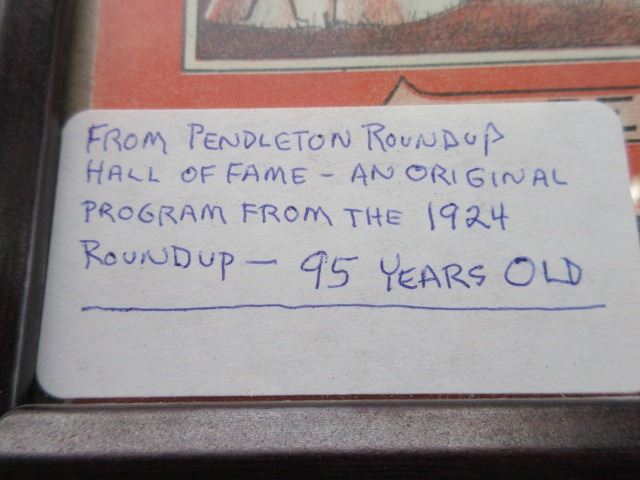 FROM PENDLETON ROUNDUP
HALL OF FAME - AN ORIGINAL
PROGRAM FROM THE 1924
ROUNDUP - 95 YEARS OLD